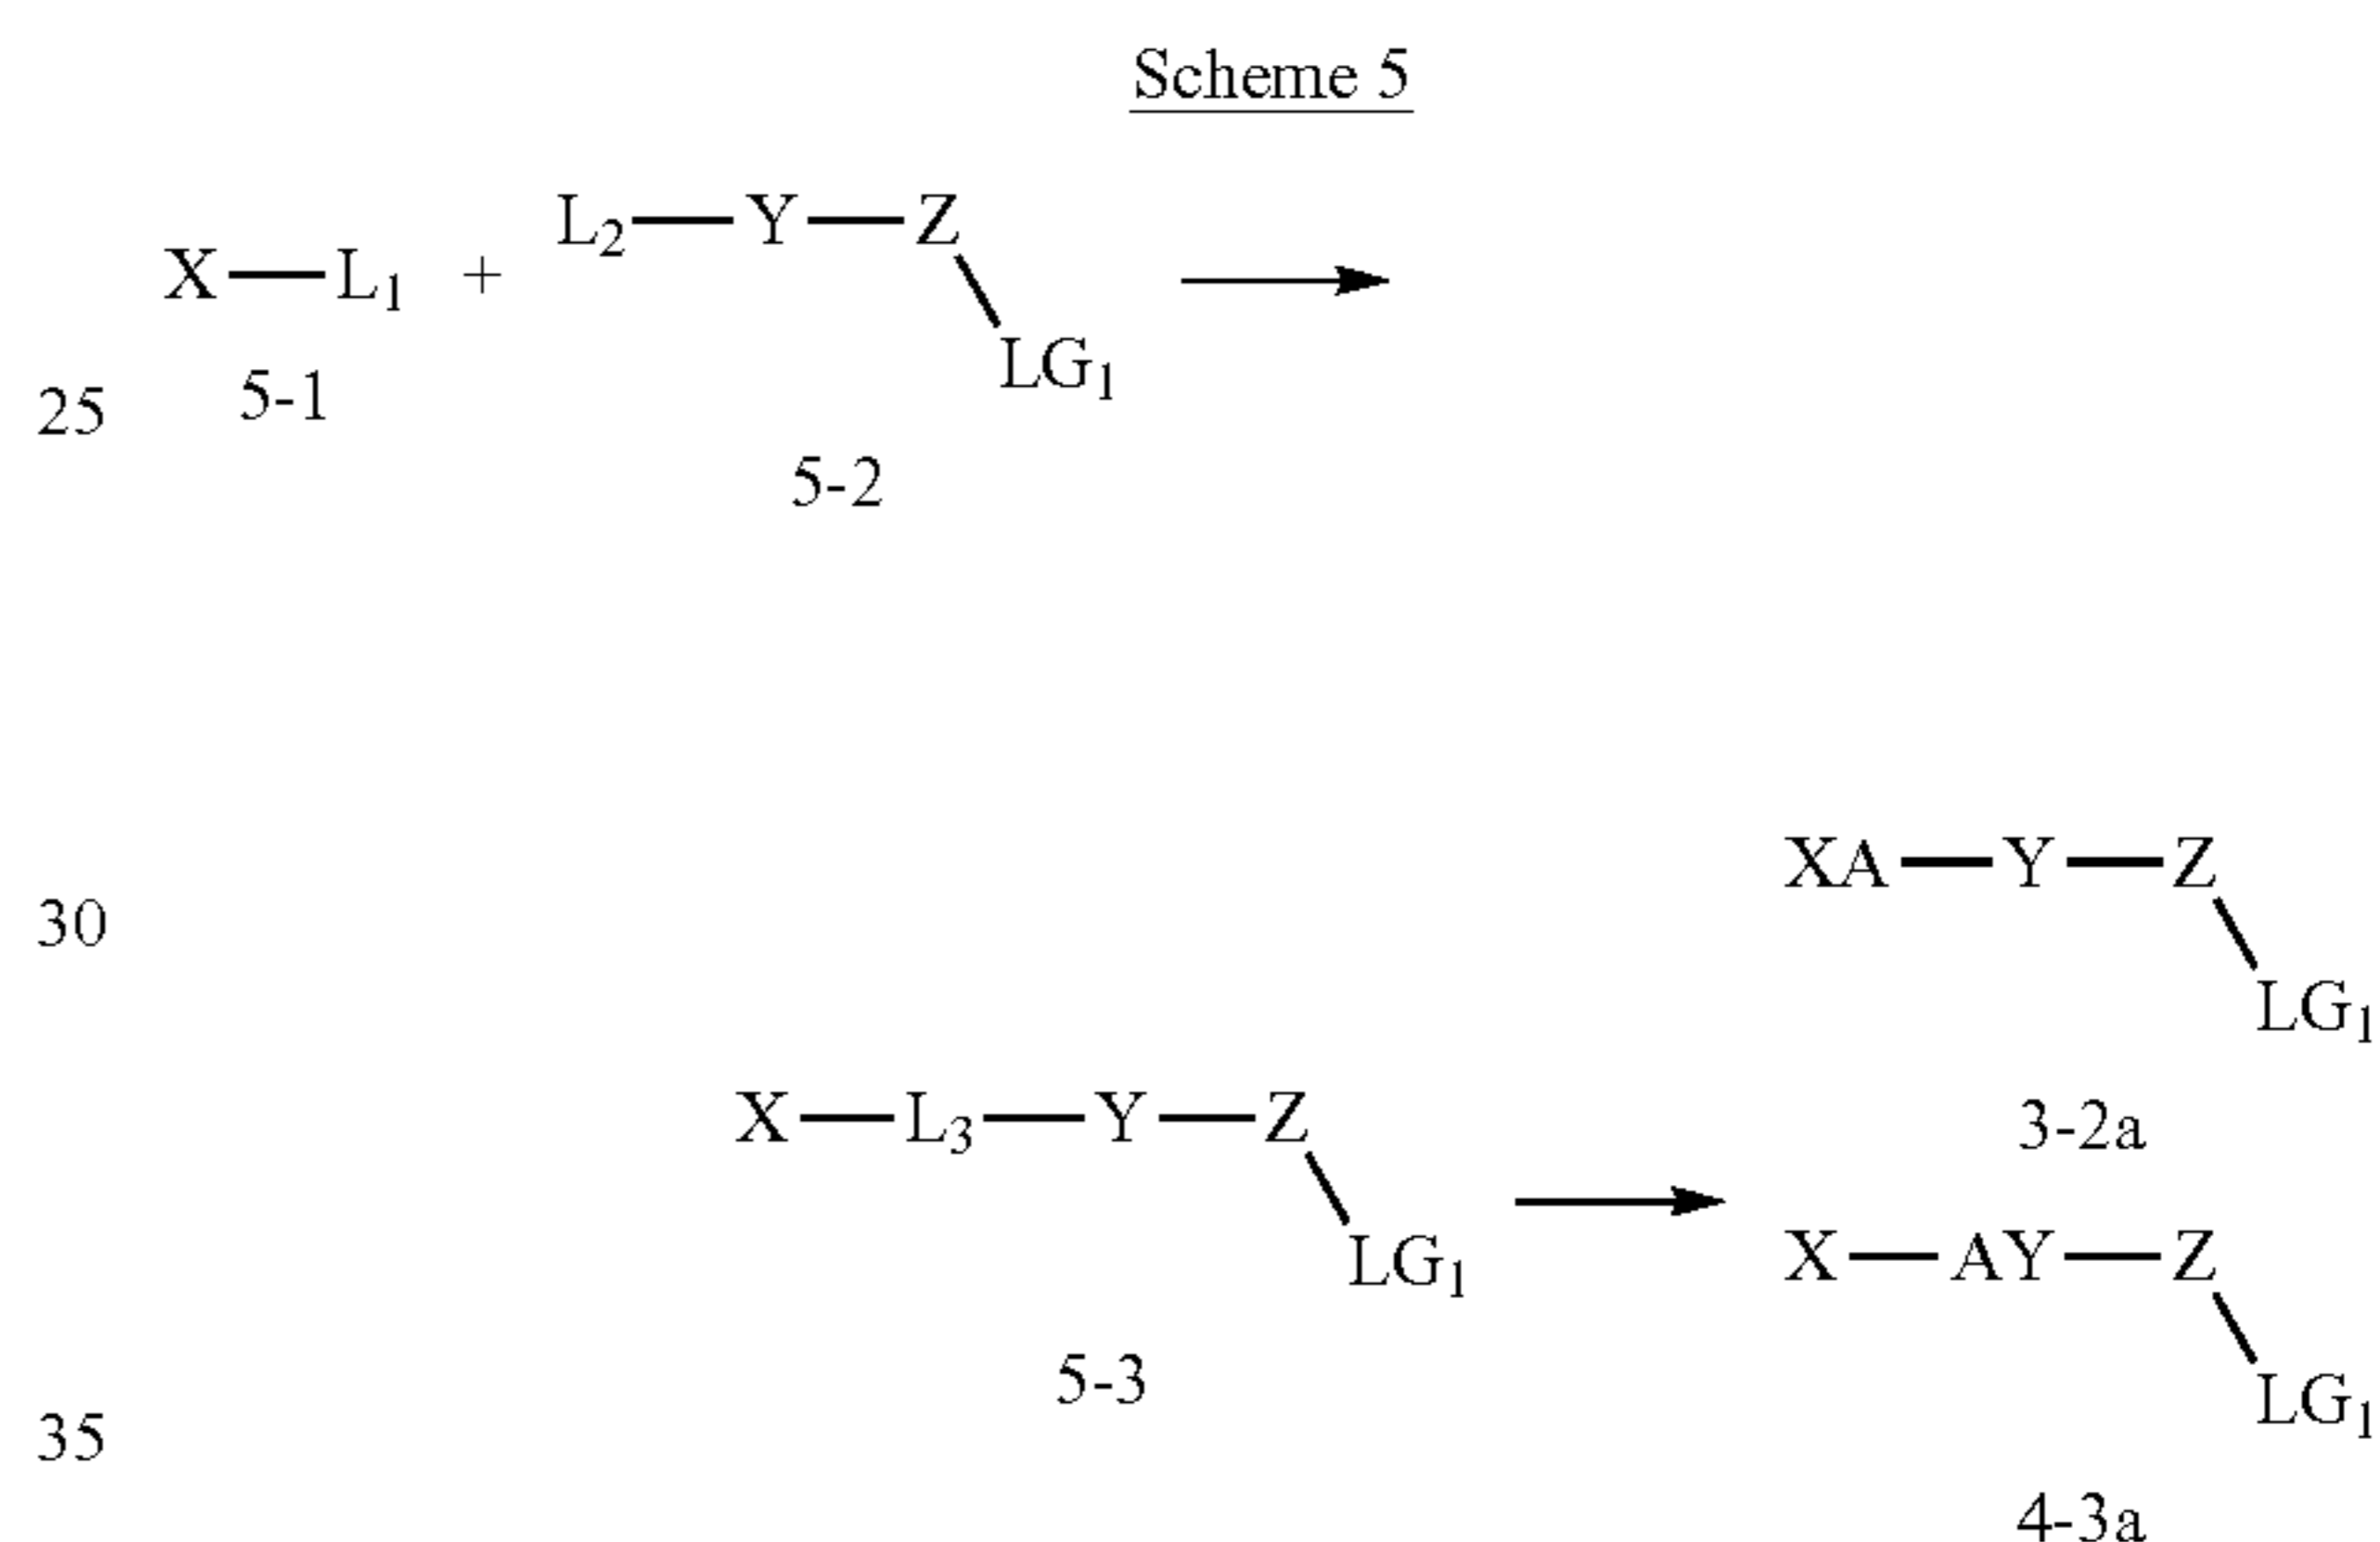 Scheme 5
L₂—Y—Z
X—L₁ +
LG₁
25
5-1
5-2
XA—Y—Z
30
LG₁
X—L₃—Y—Z
3-2a
LG₁
X—AY—Z
5-3
LG₁
35
4-3a